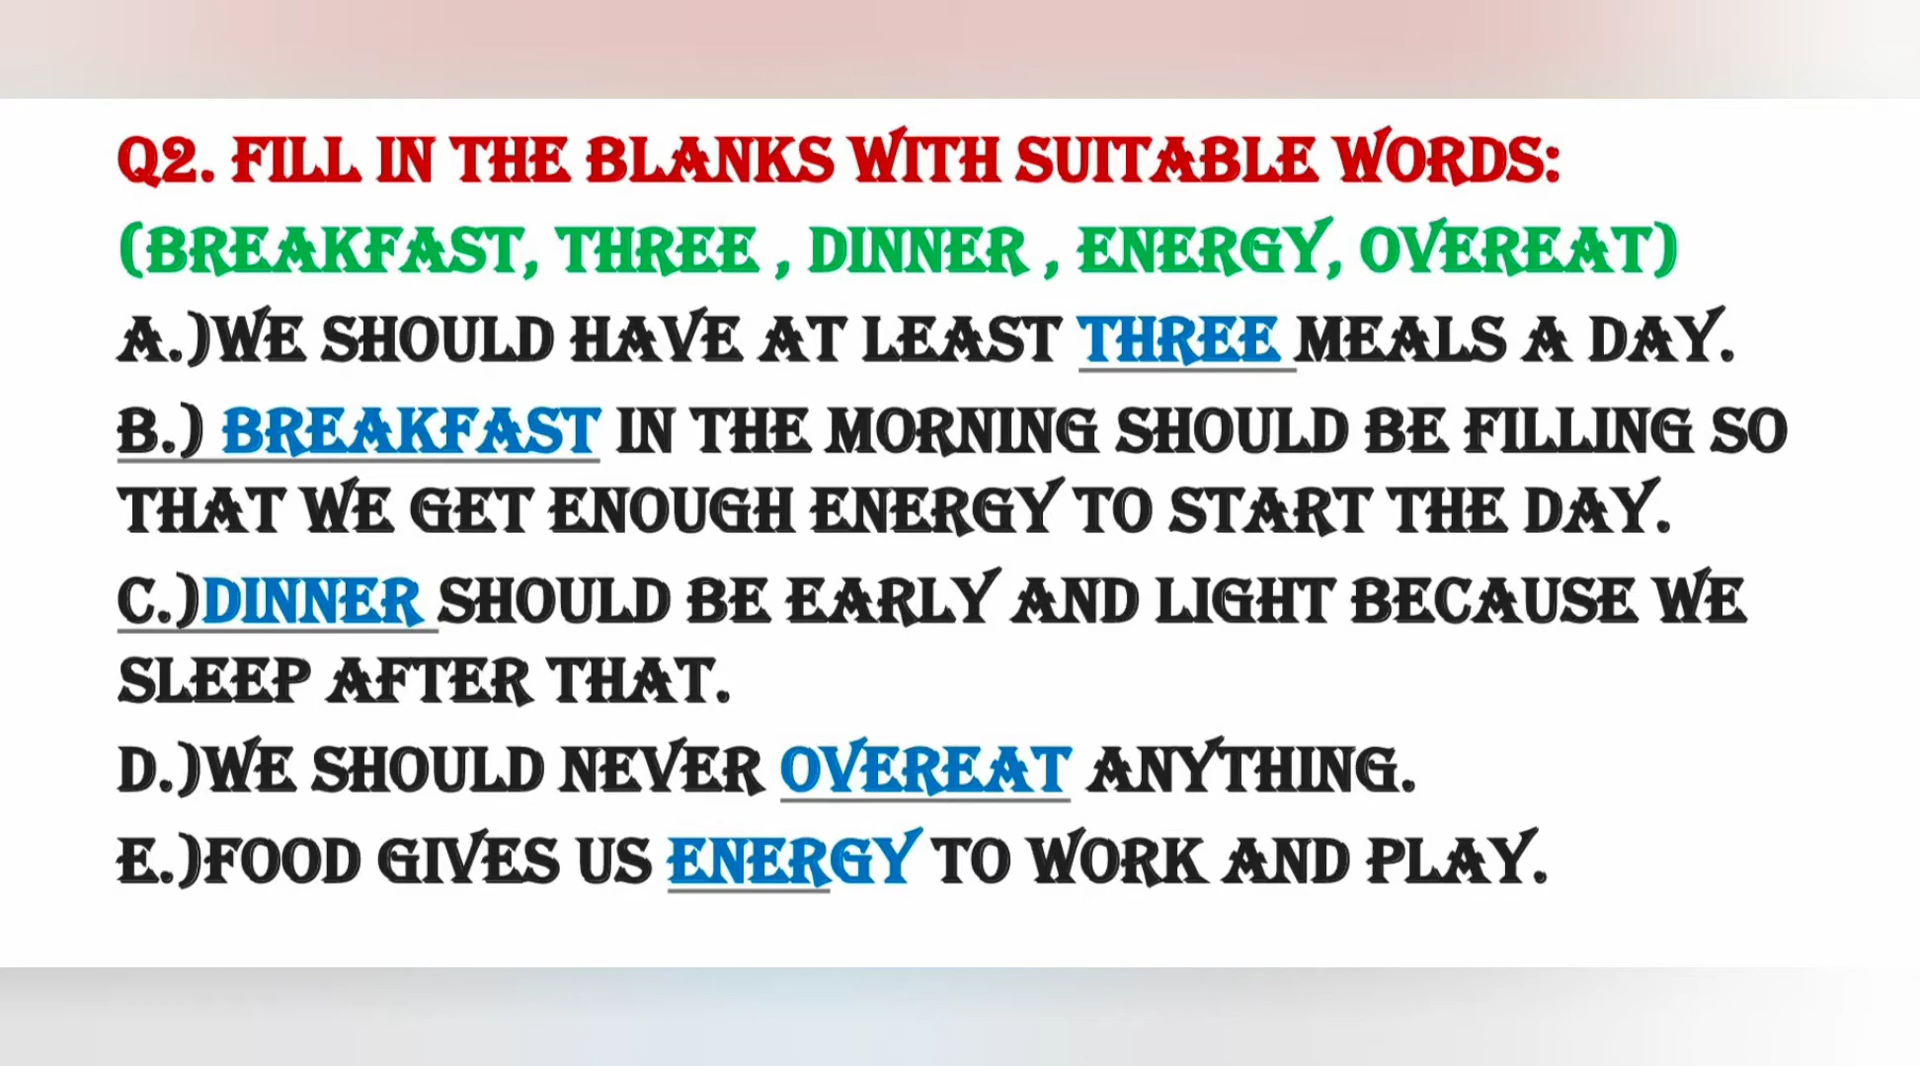 Q2. FILL IN THE BLANKS WITH SUITABLE WORDS:
(BREAKFAST, THREE , DINNER , ENERGY, OVEREAT)
A.)WE SHOULD HAVE AT LEAST THREE MEALS A DAY.
B.) BREAKFAST IN THE MORNING SHOULD BE FILLING SO
THAT WE GET ENOUGH ENERGY TO START THE DAY.
C.)DINNER SHOULD BE EARLY AND LIGHT BECAUSE WE
SLEEP AFTER THAT.
D.)WE SHOULD NEVER OVEREAT ANYTHING.
E.)FOOD GIVES US ENERGY TO WORK AND PLAY.